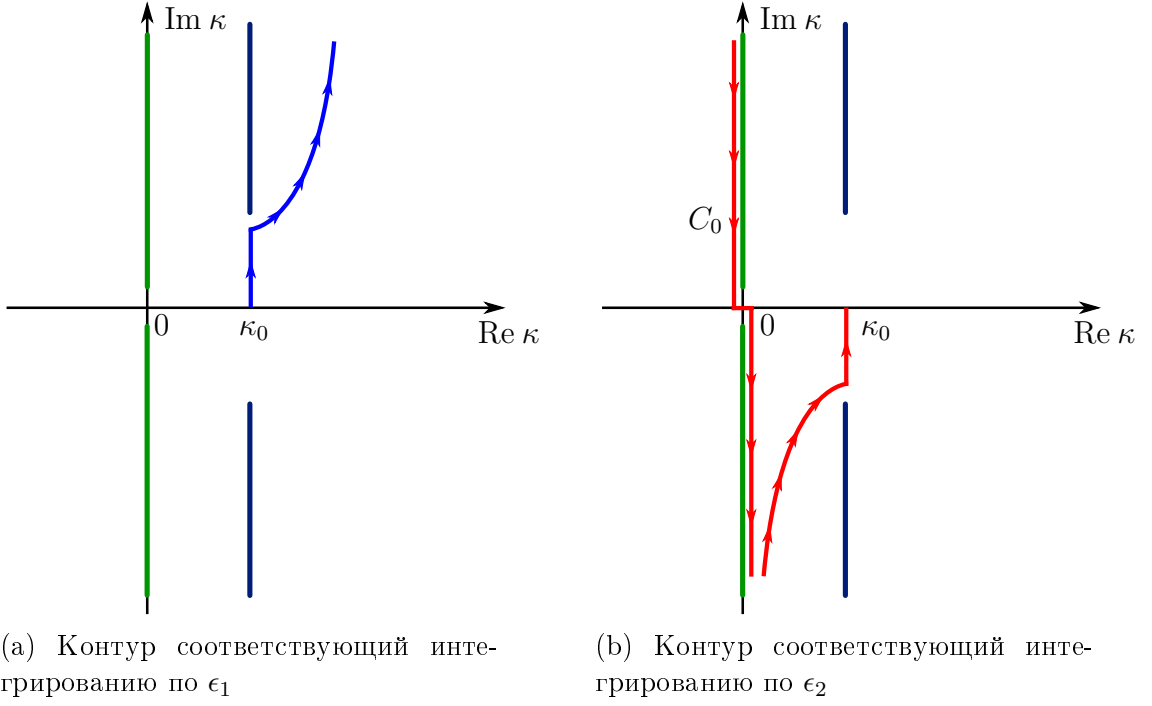 Im κ
0
κ₀
Re κ
(a) Контур соответствующий инте-
грированию по ϵ₁
Im κ
C₀
0
κ₀
Re κ
(b) Контур соответствующий инте-
грированию по ϵ₂